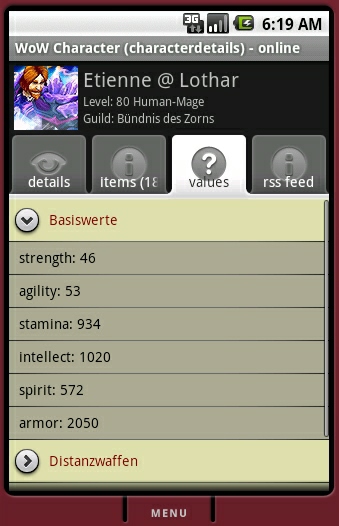 3G
6:19 AM
WoW Character (characterdetails) - online
Etienne @ Lothar
Level: 80 Human-Mage
Guild: Bündnis des Zorns
details
items (18
values
rss feed
Basiswerte
strength: 46
agility: 53
stamina: 934
intellect: 1020
spirit: 572
armor: 2050
Distanzwaffen
MENU